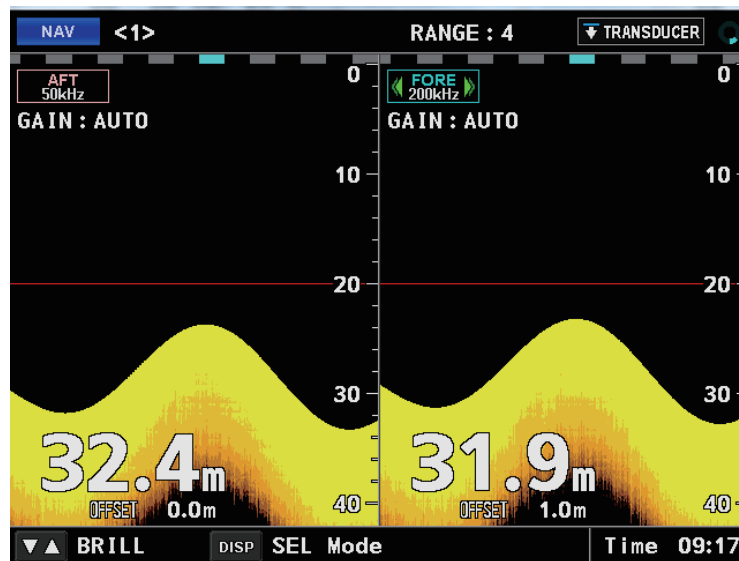 NAV <1> RANGE : 4 TRANSDUCER
AFT
50kHz
GAIN : AUTO
0
10
20
30
40
32.4m
OFFSET 0.0m
FORE
200kHz
GAIN : AUTO
0
10
20
30
40
31.9m
OFFSET 1.0m
▼▲ BRILL DISP SEL Mode Time 09:17